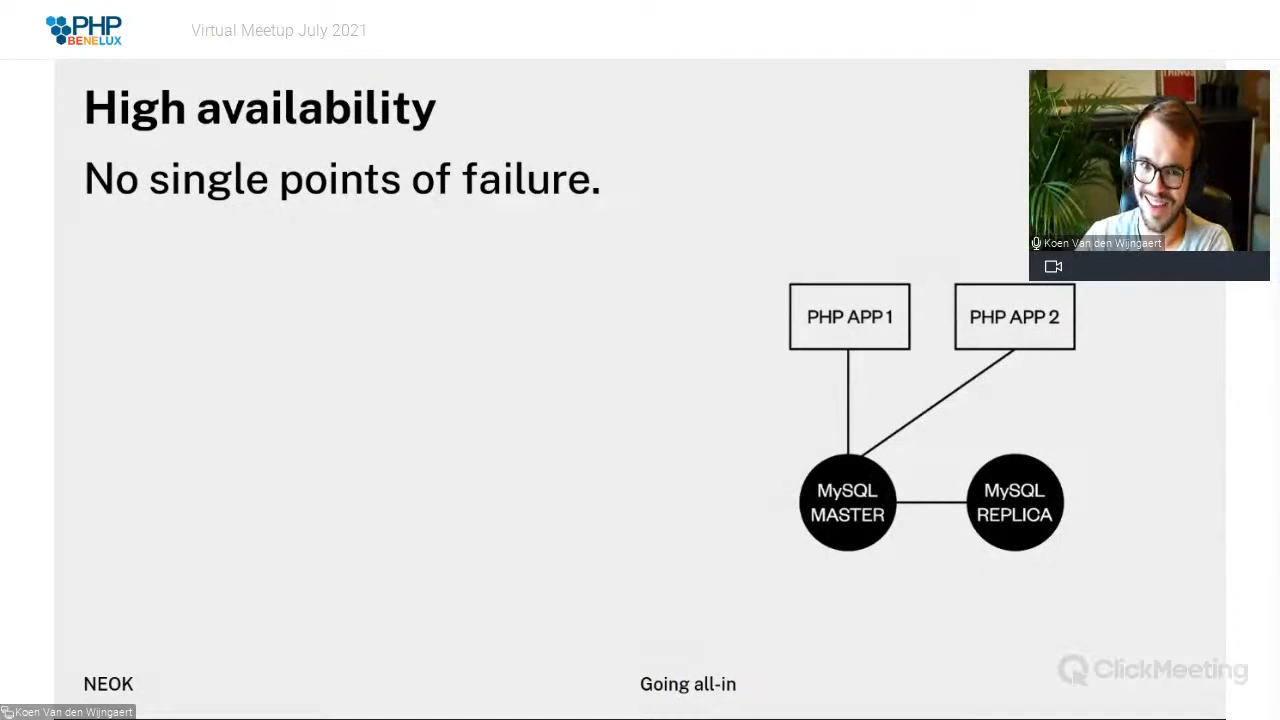 PHP
BENELUX
Virtual Meetup July 2021
High availability
No single points of failure.
THINGS
Koen Van den Wijngaert
PHP APP 1
PHP APP 2
MySQL
MASTER
MySQL
REPLICA
ClickMeeting
NEOK
Going all-in
Koen Van den Wijngaert